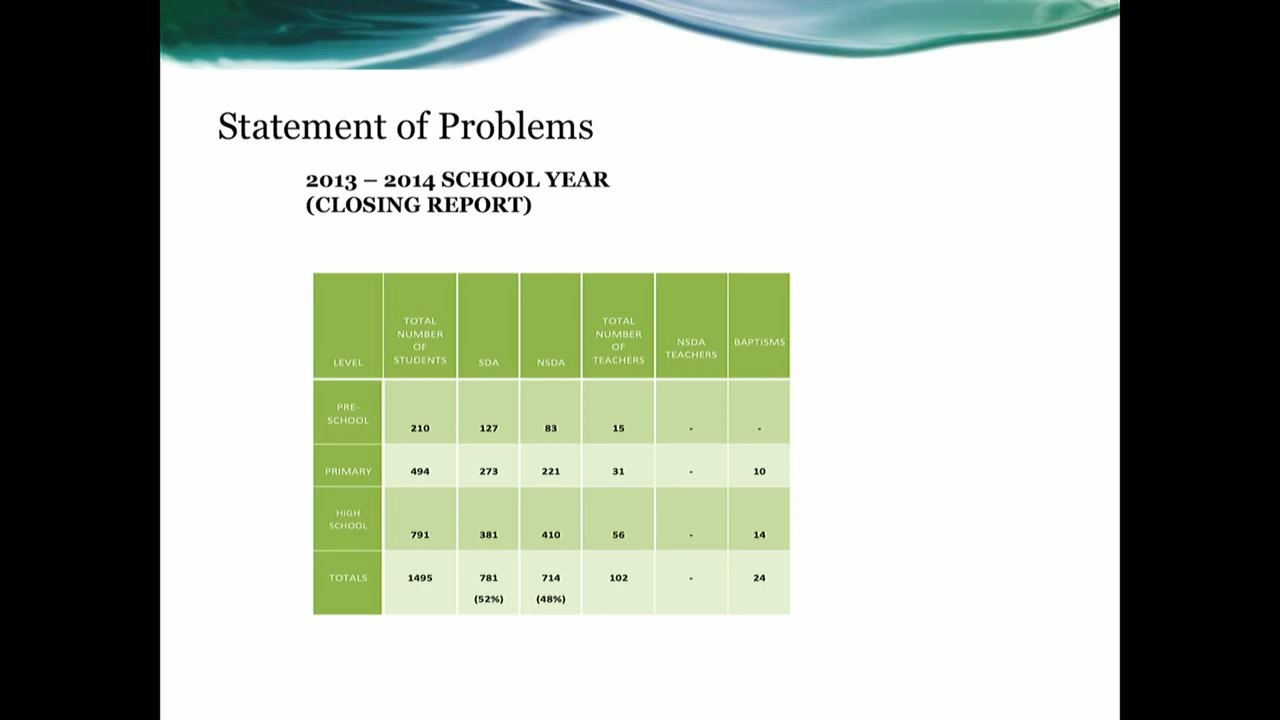 Statement of Problems
2013 – 2014 SCHOOL YEAR
(CLOSING REPORT)
LEVEL TOTAL NUMBER OF STUDENTS SDA NSDA TOTAL NUMBER OF TEACHERS NSDA TEACHERS BAPTISMS
PRE-SCHOOL 210 127 83 15 - -
PRIMARY 494 273 221 31 - 10
HIGH SCHOOL 791 381 410 56 - 14
TOTALS 1495 781 714 102 - 24
(52%) (48%)